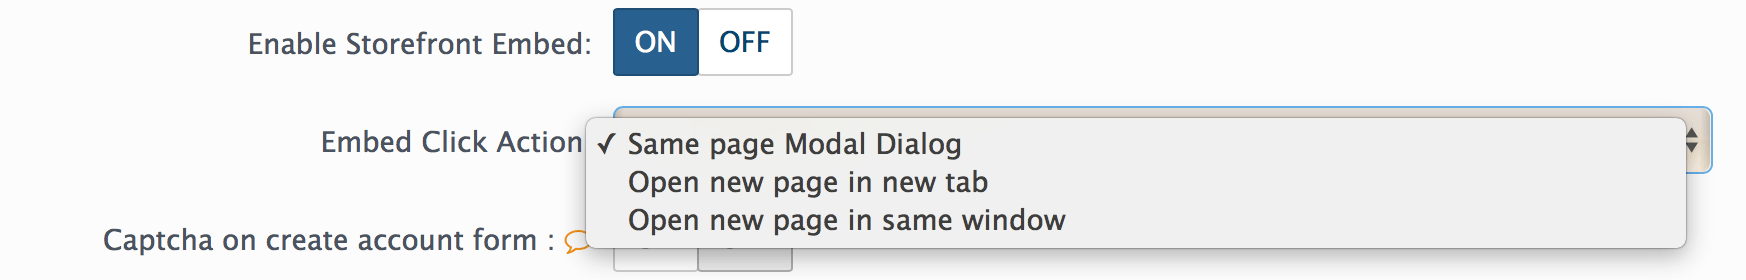 Enable Storefront Embed: ON OFF
Embed Click Action ✓ Same page Modal Dialog
Open new page in new tab
Open new page in same window
Captcha on create account form :